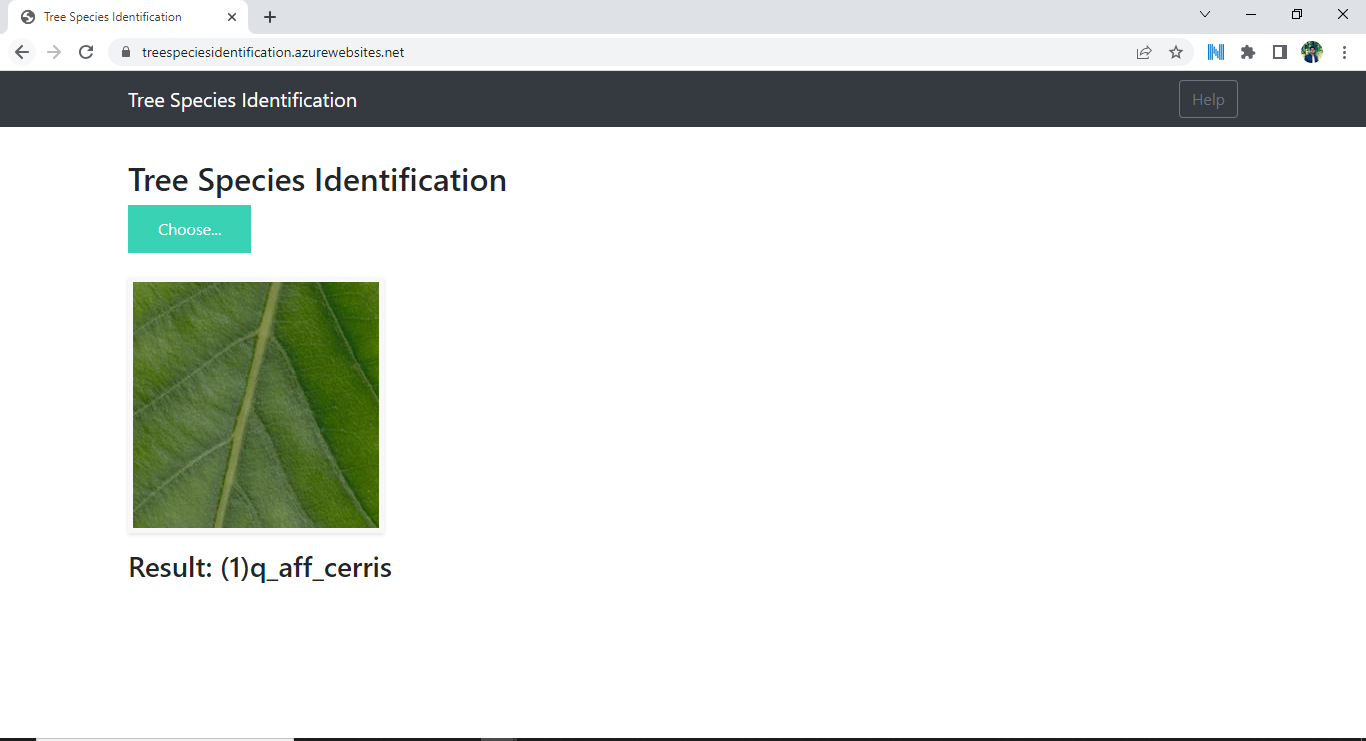 Tree Species Identification
treespeciesidentification.azurewebsites.net
Tree Species Identification
Help
Tree Species Identification
Choose...
Result: (1)q_aff_cerris